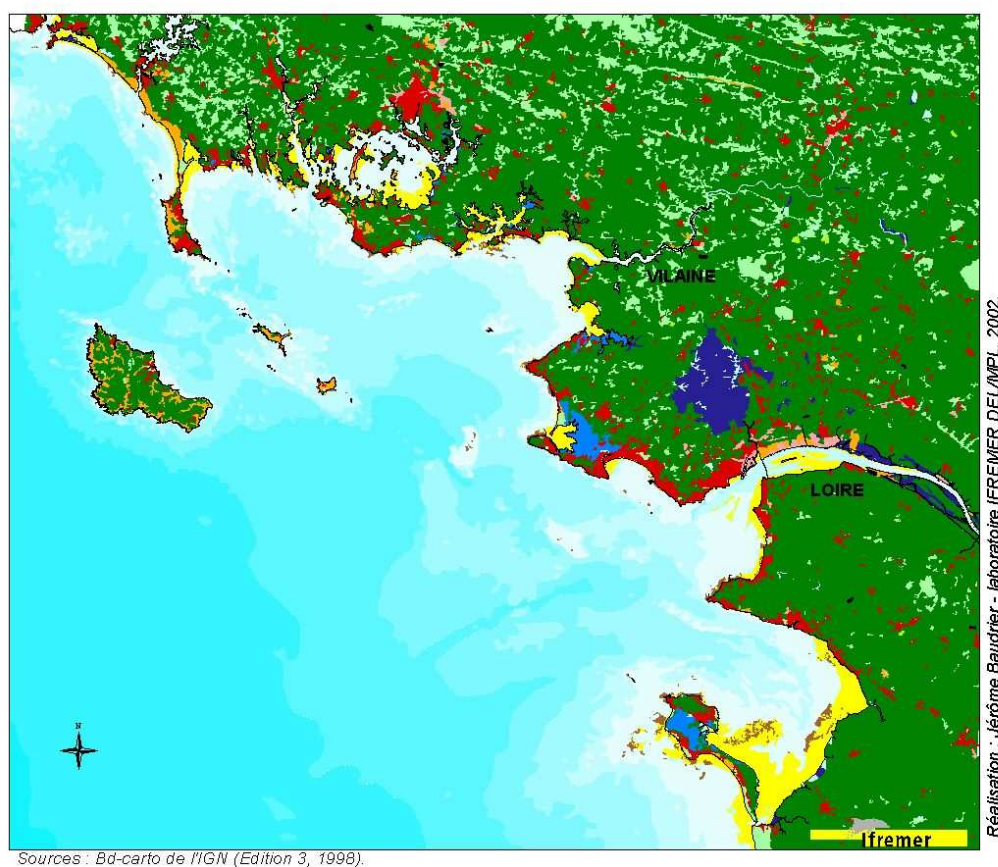 N
VILAINE
LOIRE
Ifremer
Réalisation : Jérôme Baudrier - laboratoire IFREMER DEL/MPL, 2002
Sources : Bd-carto de l'IGN (Edition 3, 1998).